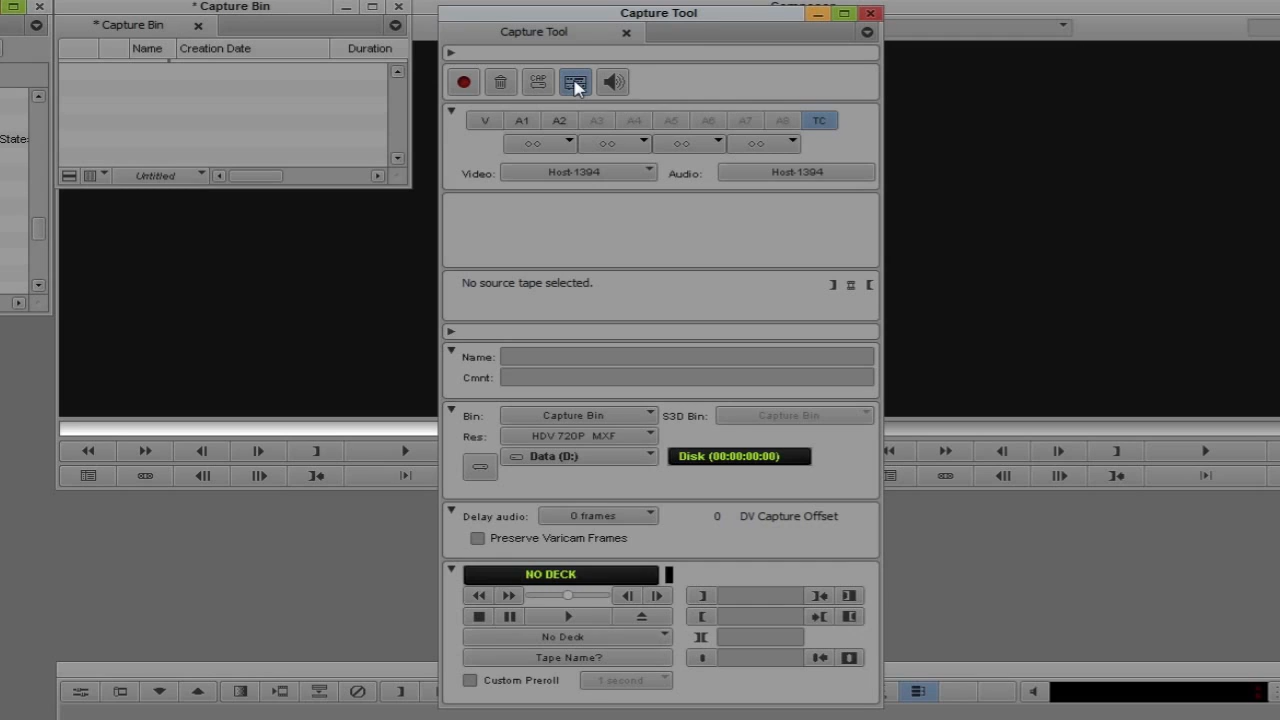 * Capture Bin
Capture Tool
* Capture Bin
Capture Tool
Name
Creation Date
Duration
CAP
V
A1
A2
A3
A4
A5
A6
A7
A8
TC
State
Video:
Host-1394
Audio:
Host-1394
Untitled
No source tape selected.
Name:
Cmnt:
Bin:
Capture Bin
S3D Bin:
Capture Bin
Res:
HDV 720P MXF
Data (D:)
Disk (00:00:00:00)
Delay audio:
0 frames
0
DV Capture Offset
Preserve Varicam Frames
NO DECK
No Deck
Tape Name?
Custom Preroll
1 second